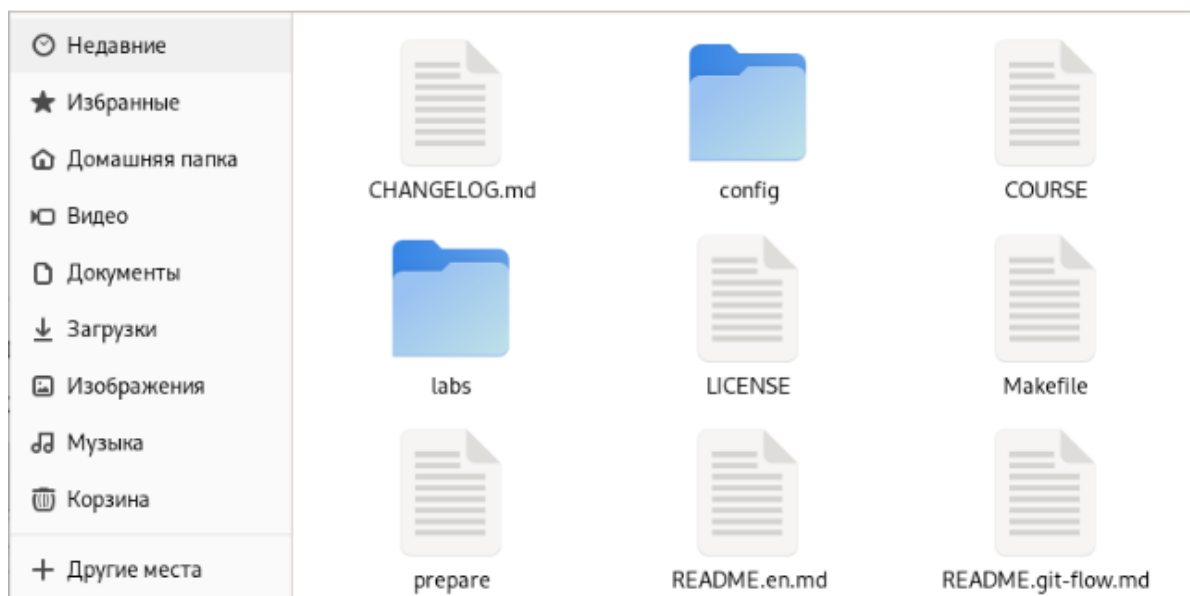 Недавние
Избранные
Домашняя папка
Видео
Документы
Загрузки
Изображения
Музыка
Корзина
Другие места
CHANGELOG.md
config
COURSE
labs
LICENSE
Makefile
prepare
README.en.md
README.git-flow.md